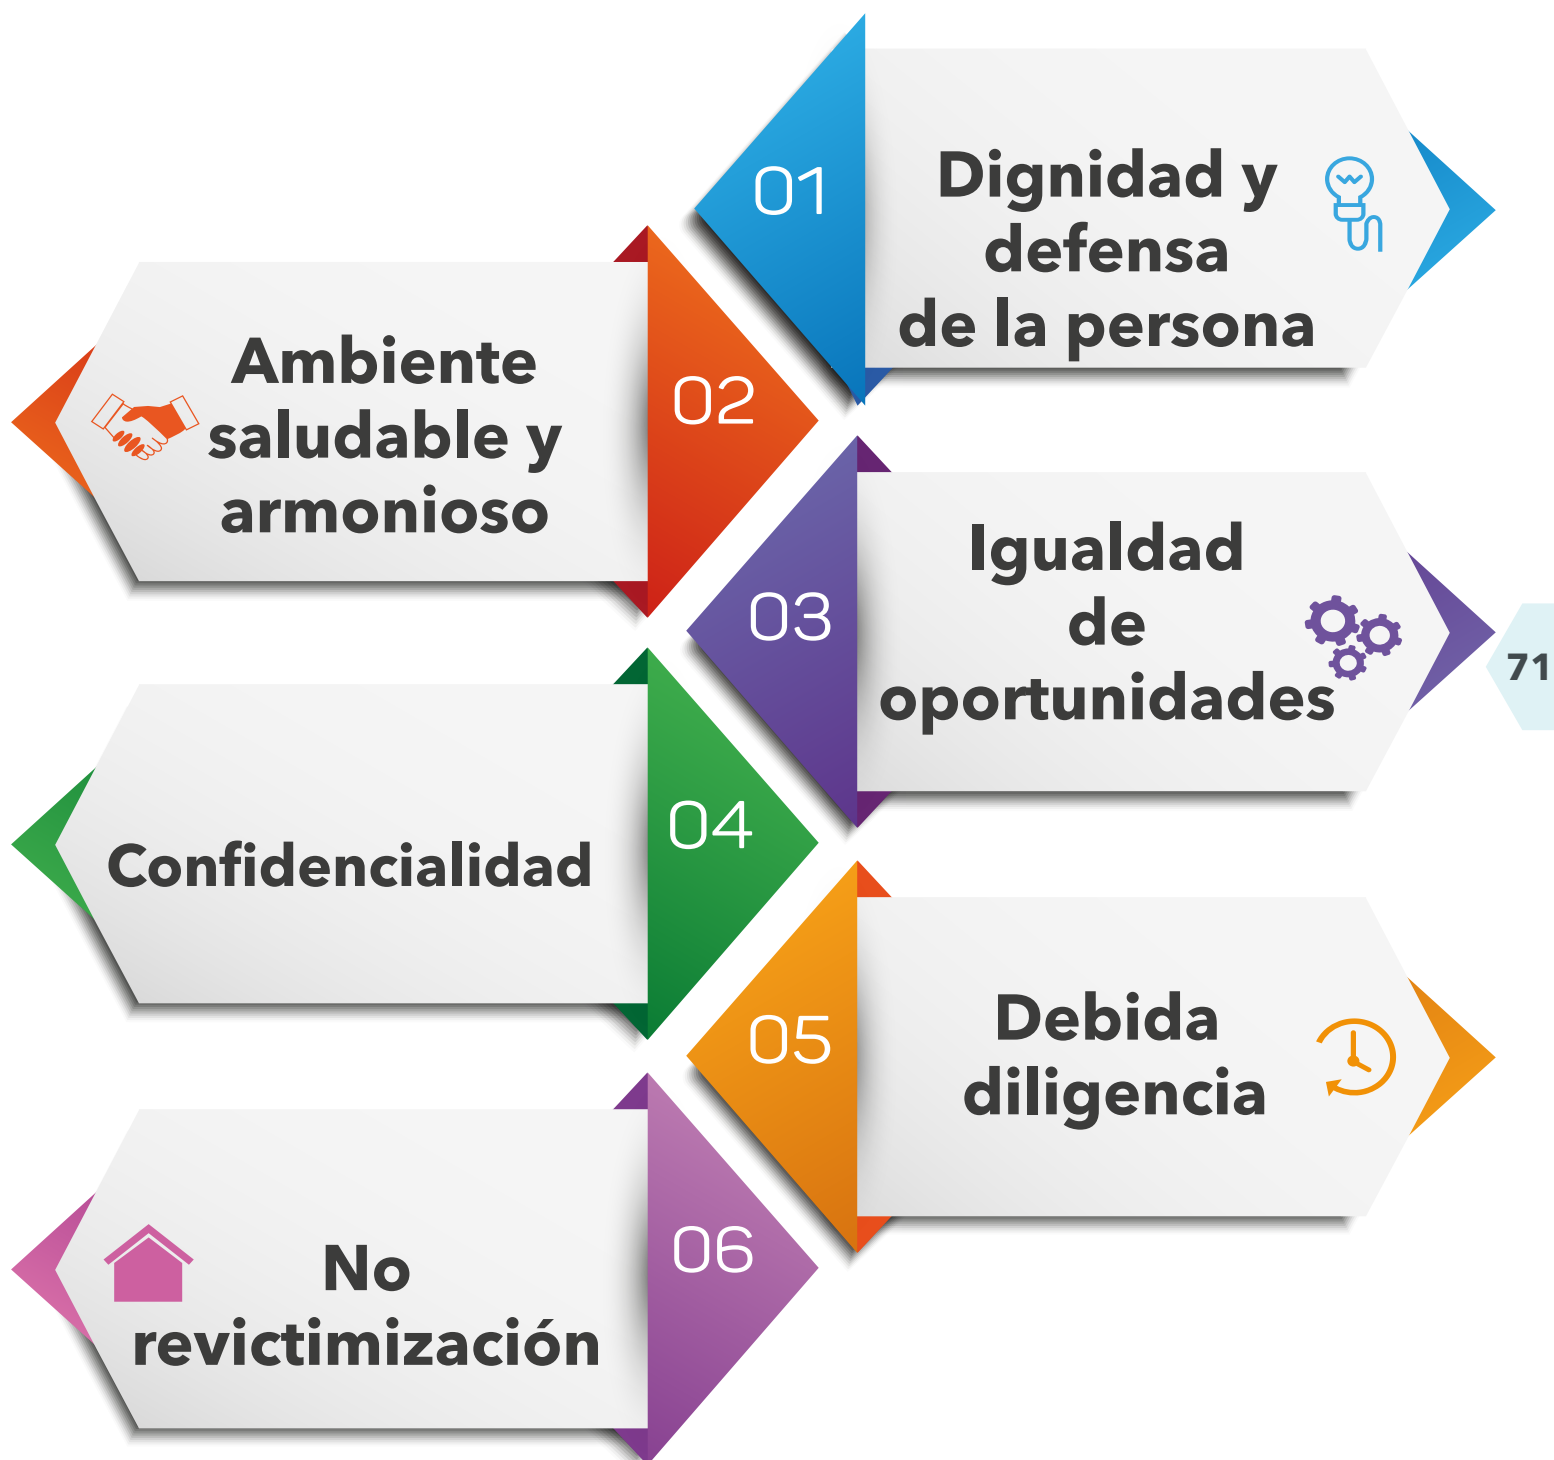 01
Dignidad y
defensa
de la persona
02
Ambiente
saludable y
armonioso
03
Igualdad
de
oportunidades
71
04
Confidencialidad
05
Debida
diligencia
06
No
revictimización